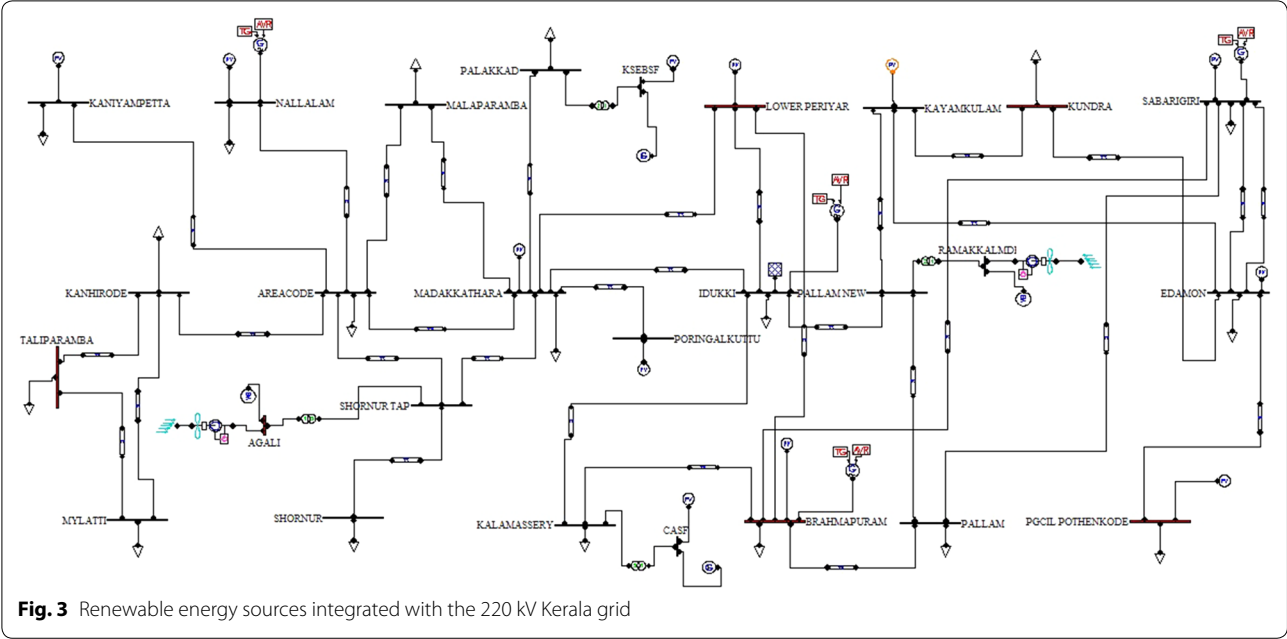 TG
AVR
PALAKKAD
KSEBSF
TG
AVR
KANIYAMPETTA
NALLALAM
MALAPARAMBA
LOWER PERIYAR
KAYAMKULAM
KUNDRA
SABARIGIRI
AVR
TG
RAMAKKALMDI
KANHIRODE
AREACODE
MADAKKATHARA
IDUKKI
PALLAM NEW
EDAMON
TALIPARAMBA
PORINGALKUTTU
SHORNUR TAP
AGALI
TG
AVR
MYLATTI
SHORNUR
KALAMASSERY
CASF
BRAHMAPURAM
PALLAM
PGCIL POTHENKODE
Fig. 3 Renewable energy sources integrated with the 220 kV Kerala grid